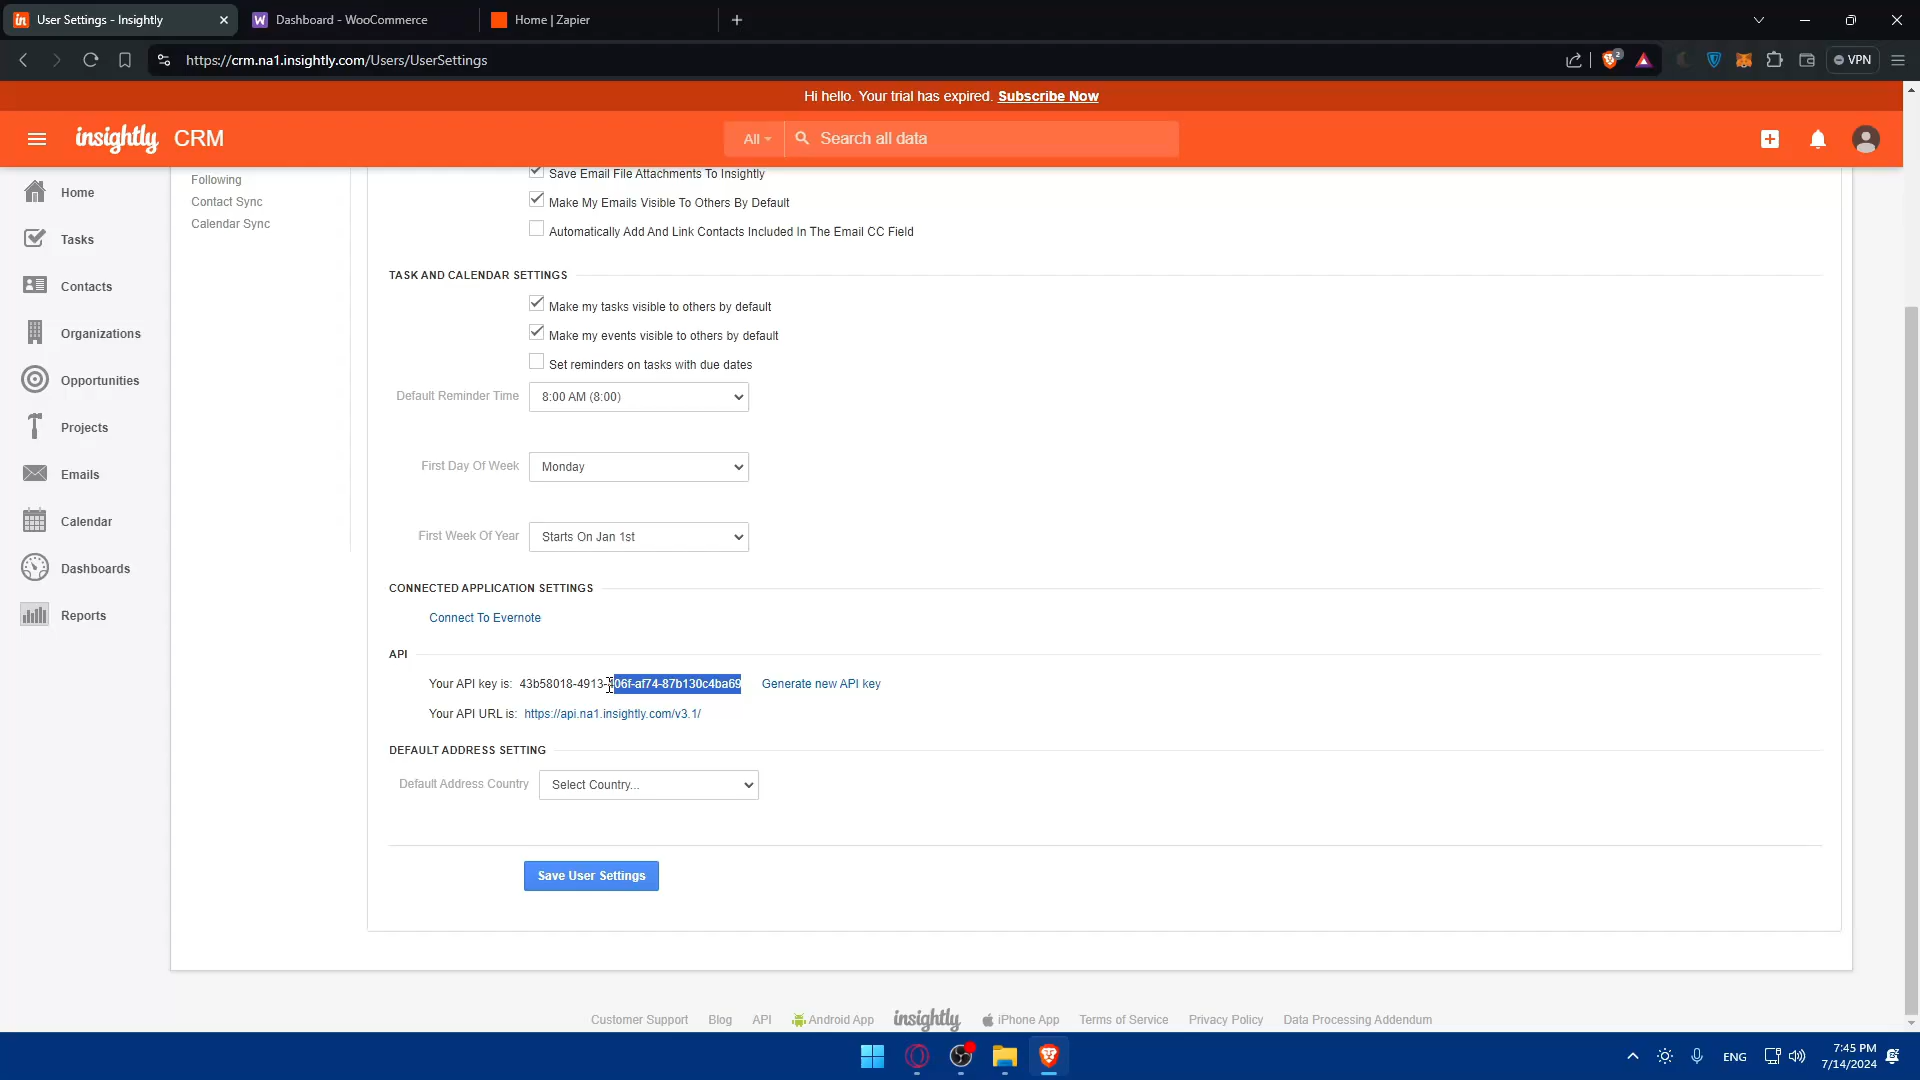 User Settings - Insightly
Dashboard - WooCommerce
Home | Zapier
https://crm.na1.insightly.com/Users/UserSettings
2
VPN
Hi hello. Your trial has expired. Subscribe Now
insightly CRM
All
Search all data
Home
Tasks
Contacts
Organizations
Opportunities
Projects
Emails
Calendar
Dashboards
Reports
Following
Contact Sync
Calendar Sync
Save Email File Attachments To Insightly
Make My Emails Visible To Others By Default
Automatically Add And Link Contacts Included In The Email CC Field
TASK AND CALENDAR SETTINGS
Make my tasks visible to others by default
Make my events visible to others by default
Set reminders on tasks with due dates
Default Reminder Time 8:00 AM (8:00)
First Day Of Week Monday
First Week Of Year Starts On Jan 1st
CONNECTED APPLICATION SETTINGS
Connect To Evernote
API
Your API key is: 43b58018-4913-406f-af74-87b130c4ba69 Generate new API key
Your API URL is: https://api.na1.insightly.com/v3.1/
DEFAULT ADDRESS SETTING
Default Address Country Select Country...
Save User Settings
Customer Support Blog API Android App insightly iPhone App Terms of Service Privacy Policy Data Processing Addendum
ENG
7:45 PM
7/14/2024